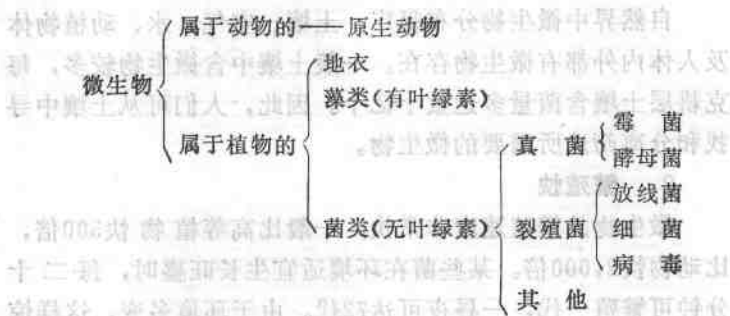 属于动物的——原生动物
地衣
微生物
藻类(有叶绿素)
属于植物的
霉 菌
真 菌
酵母菌
放线菌
菌类(无叶绿素)
裂殖菌
细 菌
病 毒
其 他